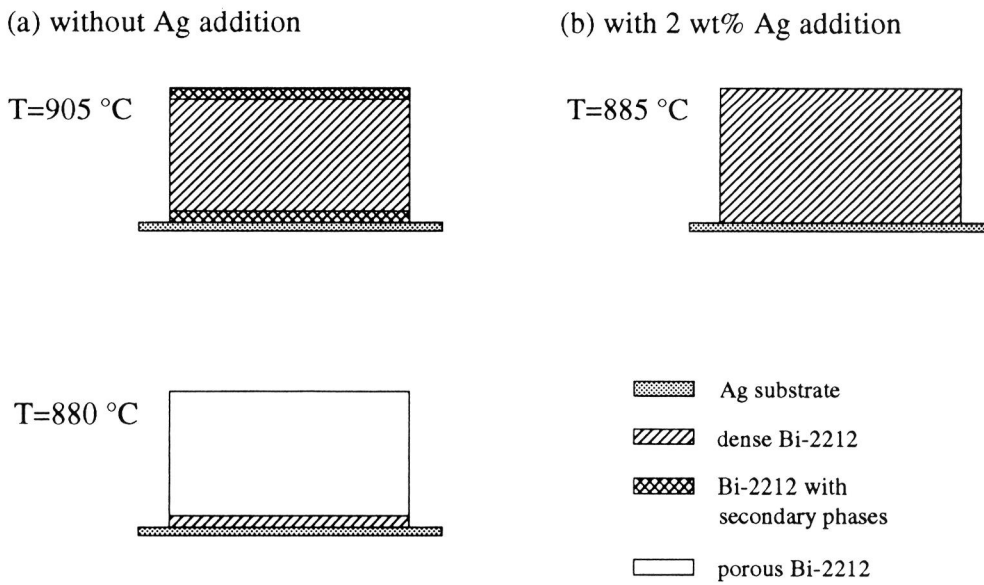 (a) without Ag addition
(b) with 2 wt% Ag addition
T=905 °C
T=885 °C
T=880 °C
Ag substrate
dense Bi-2212
Bi-2212 with
secondary phases
porous Bi-2212